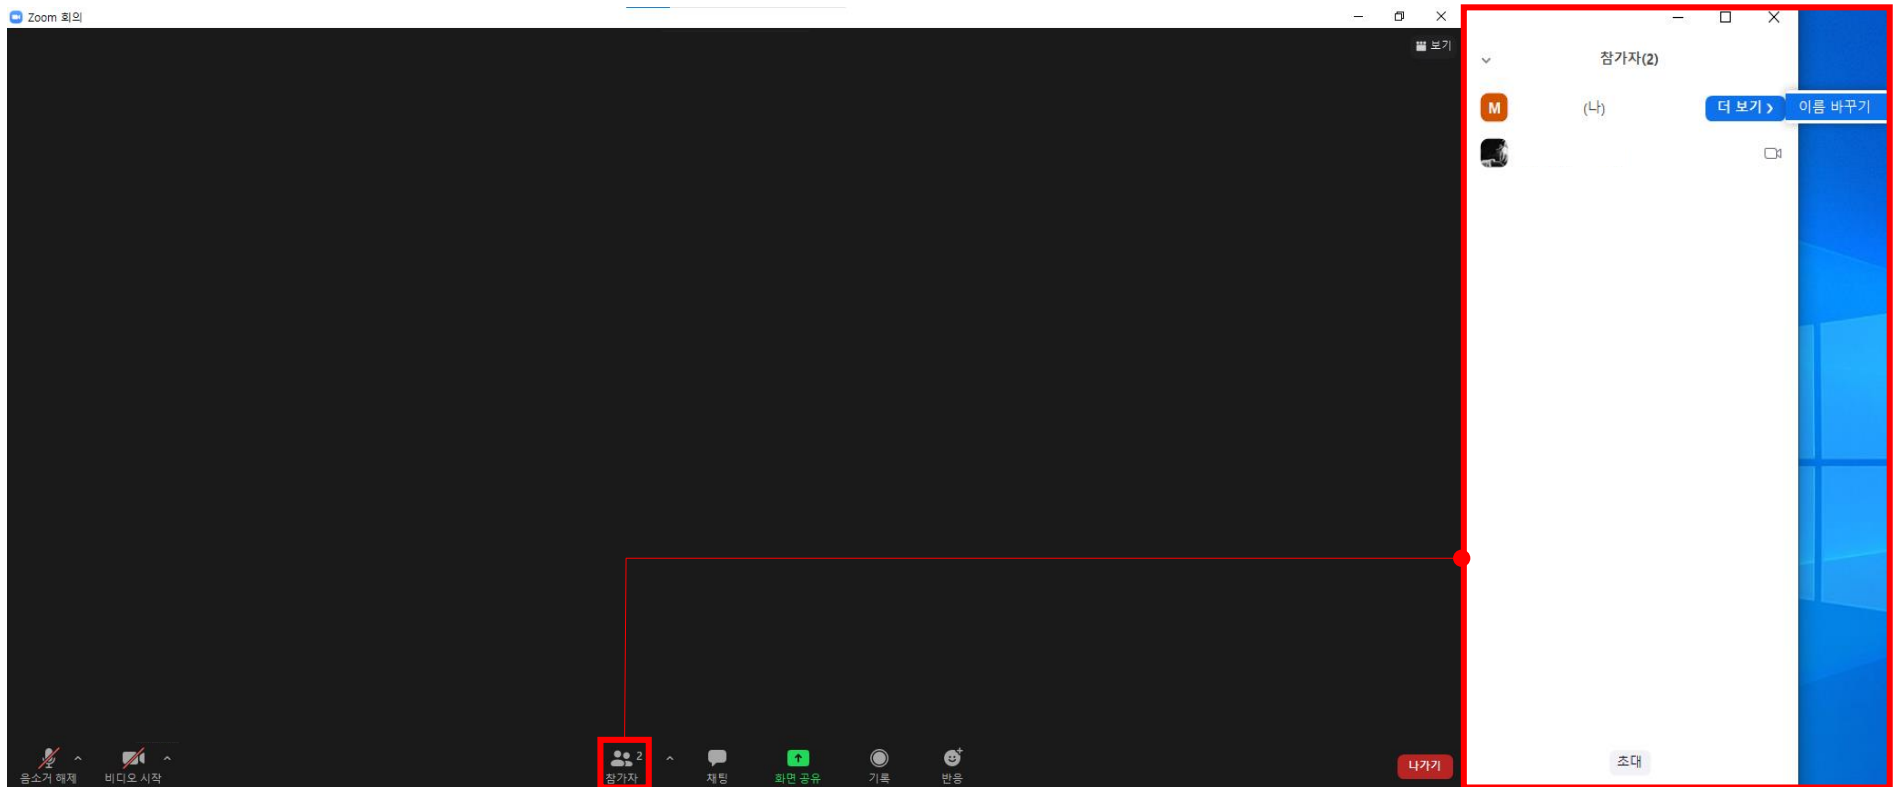 Zoom 회의
보기
참가자(2)
M (나) 더 보기 이름 바꾸기
초대
음소거 해제 비디오 시작 참가자 2 채팅 화면 공유 기록 반응 나가기